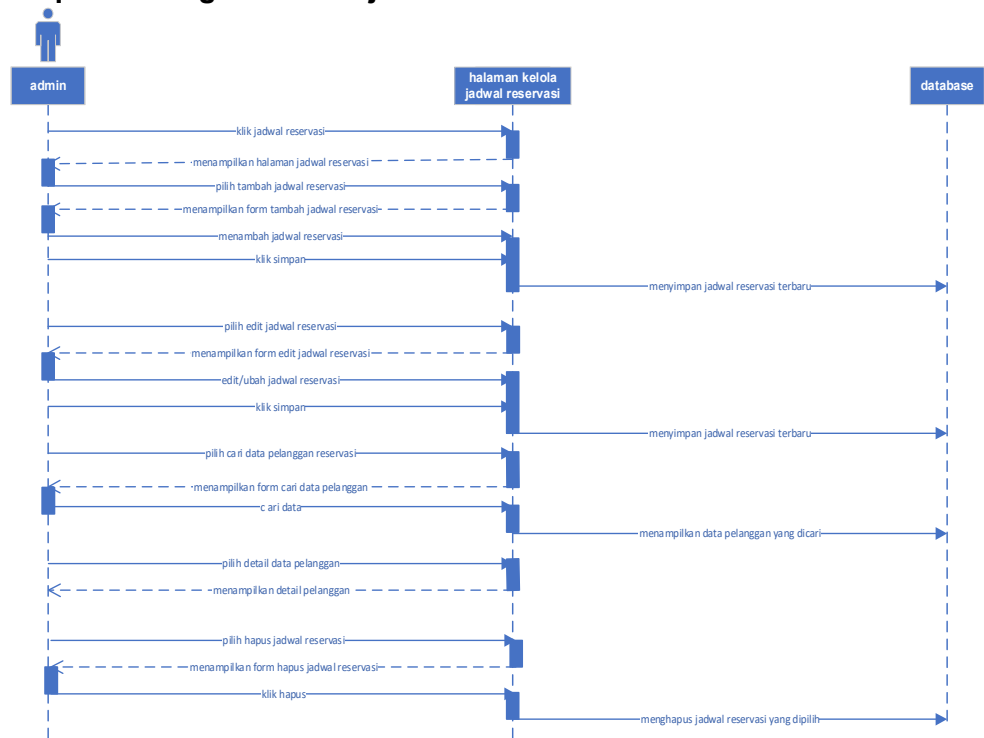 admin
halaman kelola
jadwal reservasi
database
klik jadwal reservasi
menampilkan halaman jadwal reservasi
pilih tambah jadwal reservasi
menampilkan form tambah jadwal reservasi
menambah jadwal reservasi
klik simpan
menyimpan jadwal reservasi terbaru
pilih edit jadwal reservasi
menampilkan form edit jadwal reservasi
edit/ubah jadwal reservasi
klik simpan
menyimpan jadwal reservasi terbaru
pilih cari data pelanggan reservasi
menampilkan form cari data pelanggan
cari data
menampilkan data pelanggan yang dicari
pilih detail data pelanggan
menampilkan detail pelanggan
pilih hapus jadwal reservasi
menampilkan form hapus jadwal reservasi
klik hapus
menghapus jadwal reservasi yang dipilih